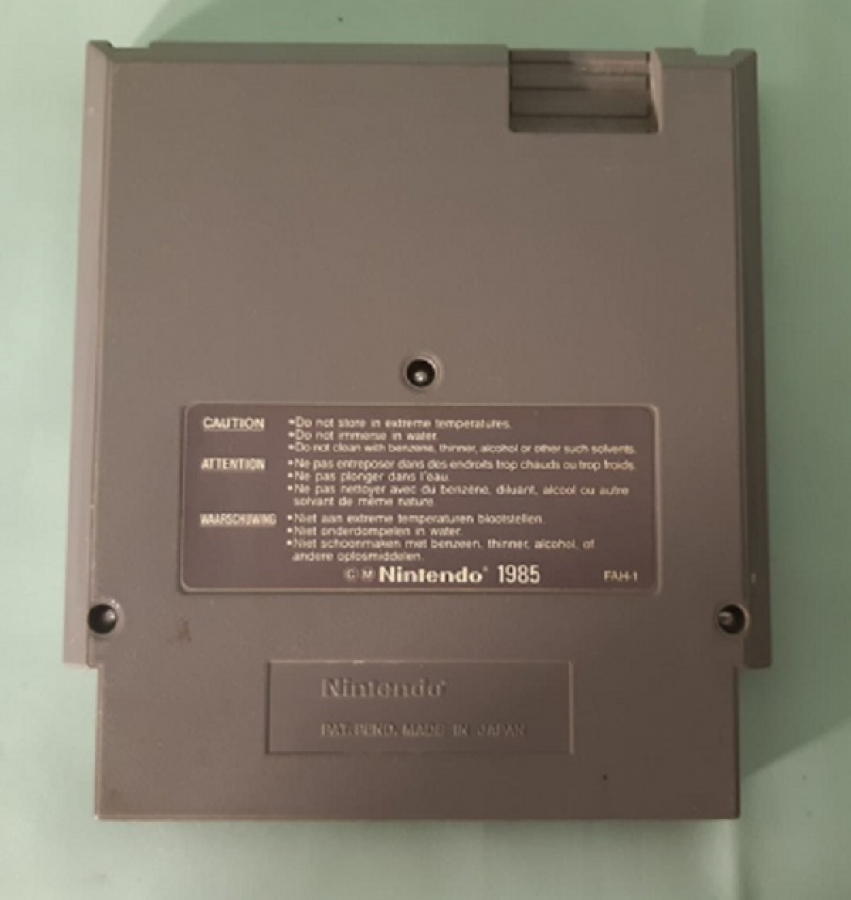 CAUTION •Do not store in extreme temperatures.
•Do not immerse in water.
•Do not clean with benzene, thinner, alcohol or other such solvents.
ATTENTION •Ne pas entreposer dans des endroits trop chauds ou trop froids.
•Ne pas plonger dans l'eau.
•Ne pas nettoyer avec du benzène, diluant, alcool ou autre
solvant de même nature.
WAARSCHUWING •Niet aan extreme temperaturen blootstellen.
•Niet onderdompelen in water.
•Niet schoonmaken met benzeen, thinner, alcohol, of
andere oplosmiddelen.
Ⓒ Ⓜ Nintendo® 1985 FAH-1
Nintendo®
PAT. PEND. MADE IN JAPAN